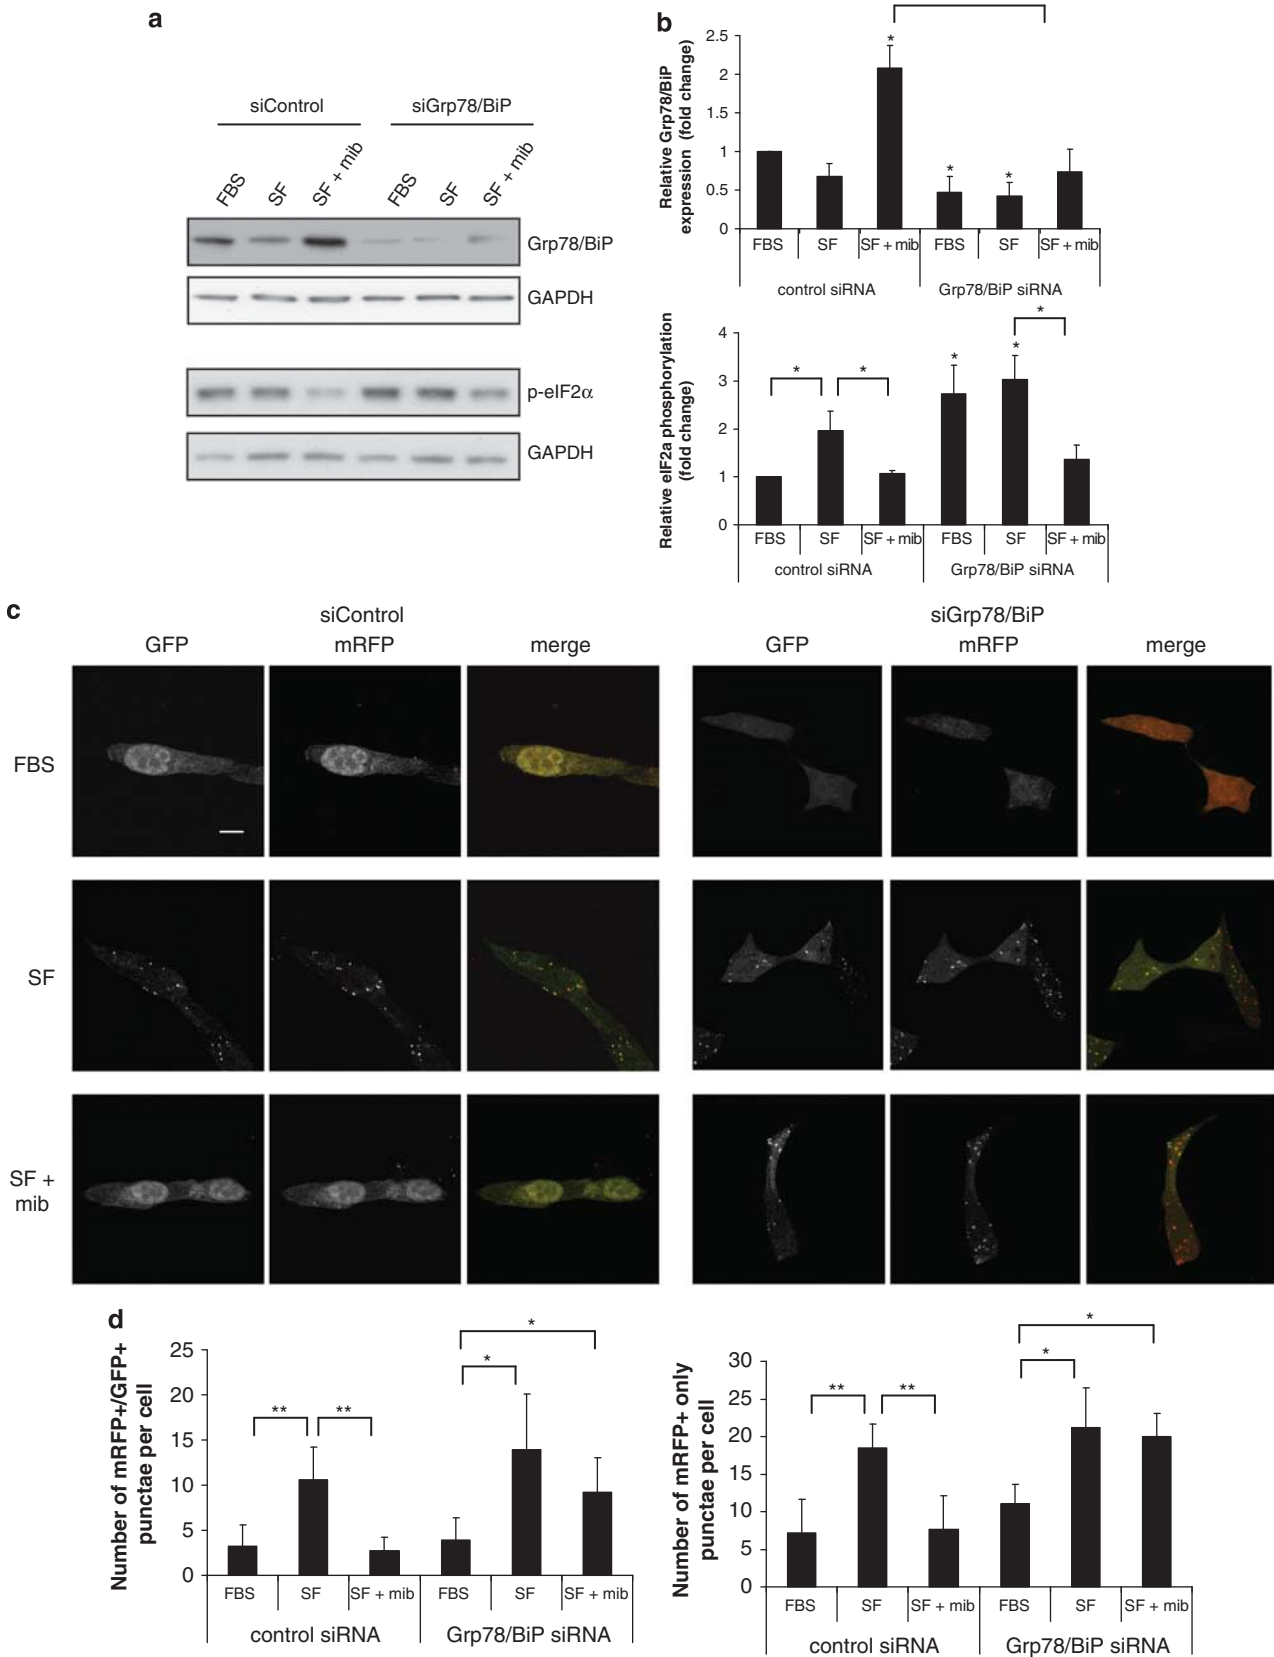 a
siControl
siGrp78/BiP
FBS
SF
SF + mib
FBS
SF
SF + mib
Grp78/BiP
GAPDH
p-eIF2α
GAPDH
b
Relative Grp78/BiP
expression (fold change)
2.5
2
1.5
1
0.5
0
*
*
*
FBS
SF
SF + mib
FBS
SF
SF + mib
control siRNA
Grp78/BiP siRNA
Relative eIF2a phosphorylation
(fold change)
4
3
2
1
0
*
*
*
*
*
FBS
SF
SF + mib
FBS
SF
SF + mib
control siRNA
Grp78/BiP siRNA
c
siControl
siGrp78/BiP
GFP
mRFP
merge
GFP
mRFP
merge
FBS
SF
SF +
mib
d
Number of mRFP+/GFP+
punctae per cell
25
20
15
10
5
0
**
**
*
*
FBS
SF
SF + mib
FBS
SF
SF + mib
control siRNA
Grp78/BiP siRNA
Number of mRFP+ only
punctae per cell
30
25
20
15
10
5
0
**
**
*
*
FBS
SF
SF + mib
FBS
SF
SF + mib
control siRNA
Grp78/BiP siRNA